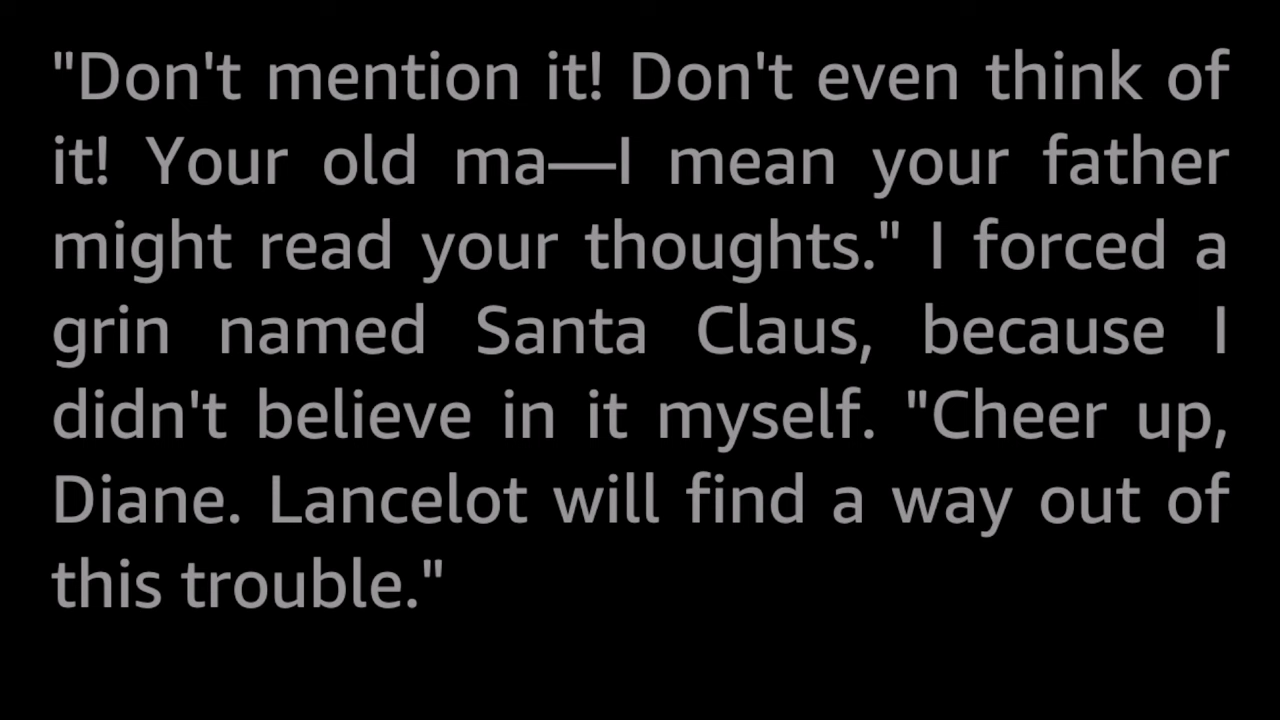 "Don't mention it! Don't even think of
it! Your old ma—I mean your father
might read your thoughts." I forced a
grin named Santa Claus, because I
didn't believe in it myself. "Cheer up,
Diane. Lancelot will find a way out of
this trouble."